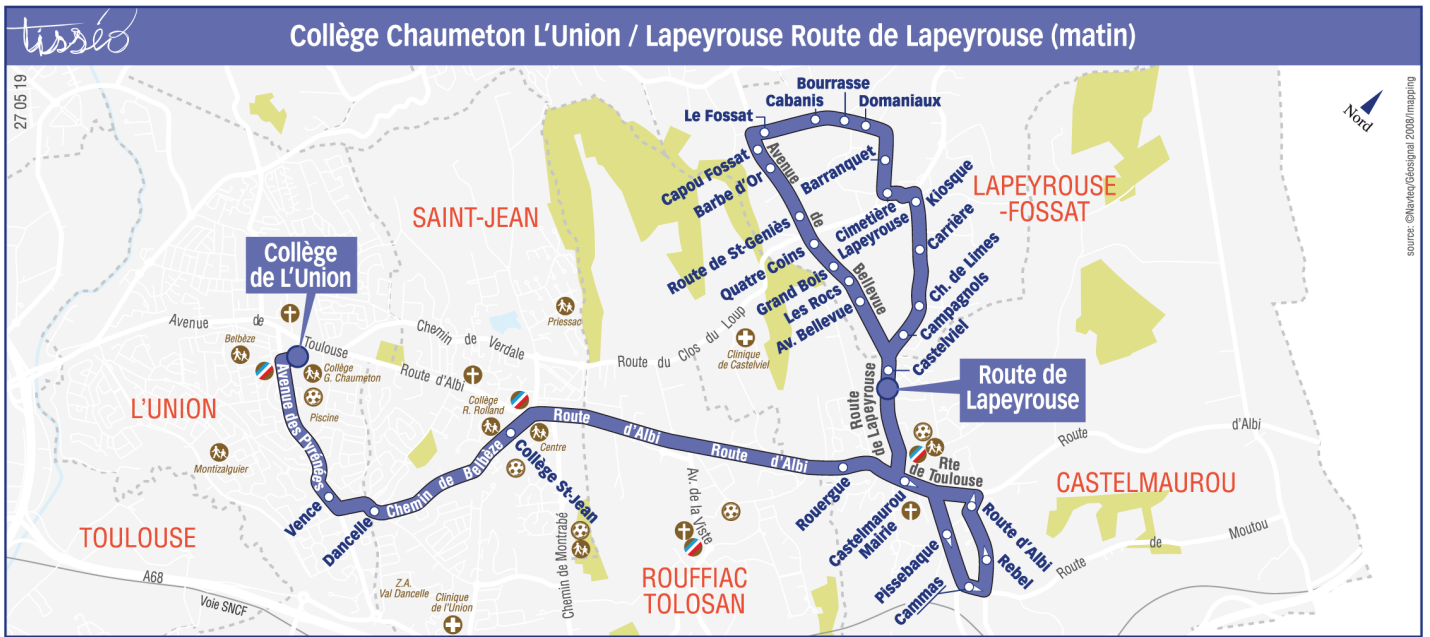 tisséo
Collège Chaumeton L'Union / Lapeyrouse Route de Lapeyrouse (matin)
27 05 19
Nord
source: ©Navteq/Géosignal 2008/Imapping
Bourrasse
Cabanis
Domaniaux
Le Fossat
Avenue
de
Bellevue
Capou Fossat
Barbe d'Or
Barranquet
Kiosque
LAPEYROUSE
-FOSSAT
Cimetière
Lapeyrouse
Carrière
Route de St-Geniès
Quatre Coins
Grand Bois
Les Rocs
Av. Bellevue
Ch. de Limes
Campagnols
Castelviel
SAINT-JEAN
Collège
de L'Union
Priessac
Avenue de Toulouse
Belbèze
Chemin de Verdale
Route d'Albi
Route du Clos du Loup
Clinique
de Castelviel
Collège
G. Chaumeton
Piscine
L'UNION
Montizalguier
Avenue des Pyrénées
Collège
R. Rolland
Centre
Route de
Lapeyrouse
Route
de Lapeyrouse
Route d'Albi
Route d'Albi
Route d'Albi
Chemin de Belbèze
Collège St-Jean
Rte
de Toulouse
CASTELMAUROU
Vence
Dancelle
Rouergue
Castelmaurou
Mairie
Route d'Albi
Rebel
Pissebaque
Cammas
Route de Moutou
Av. de la Viste
Chemin de Montrabé
TOULOUSE
A68
Voie SNCF
Z.A.
Val Dancelle
Clinique
de l'Union
ROUFFIAC
TOLOSAN